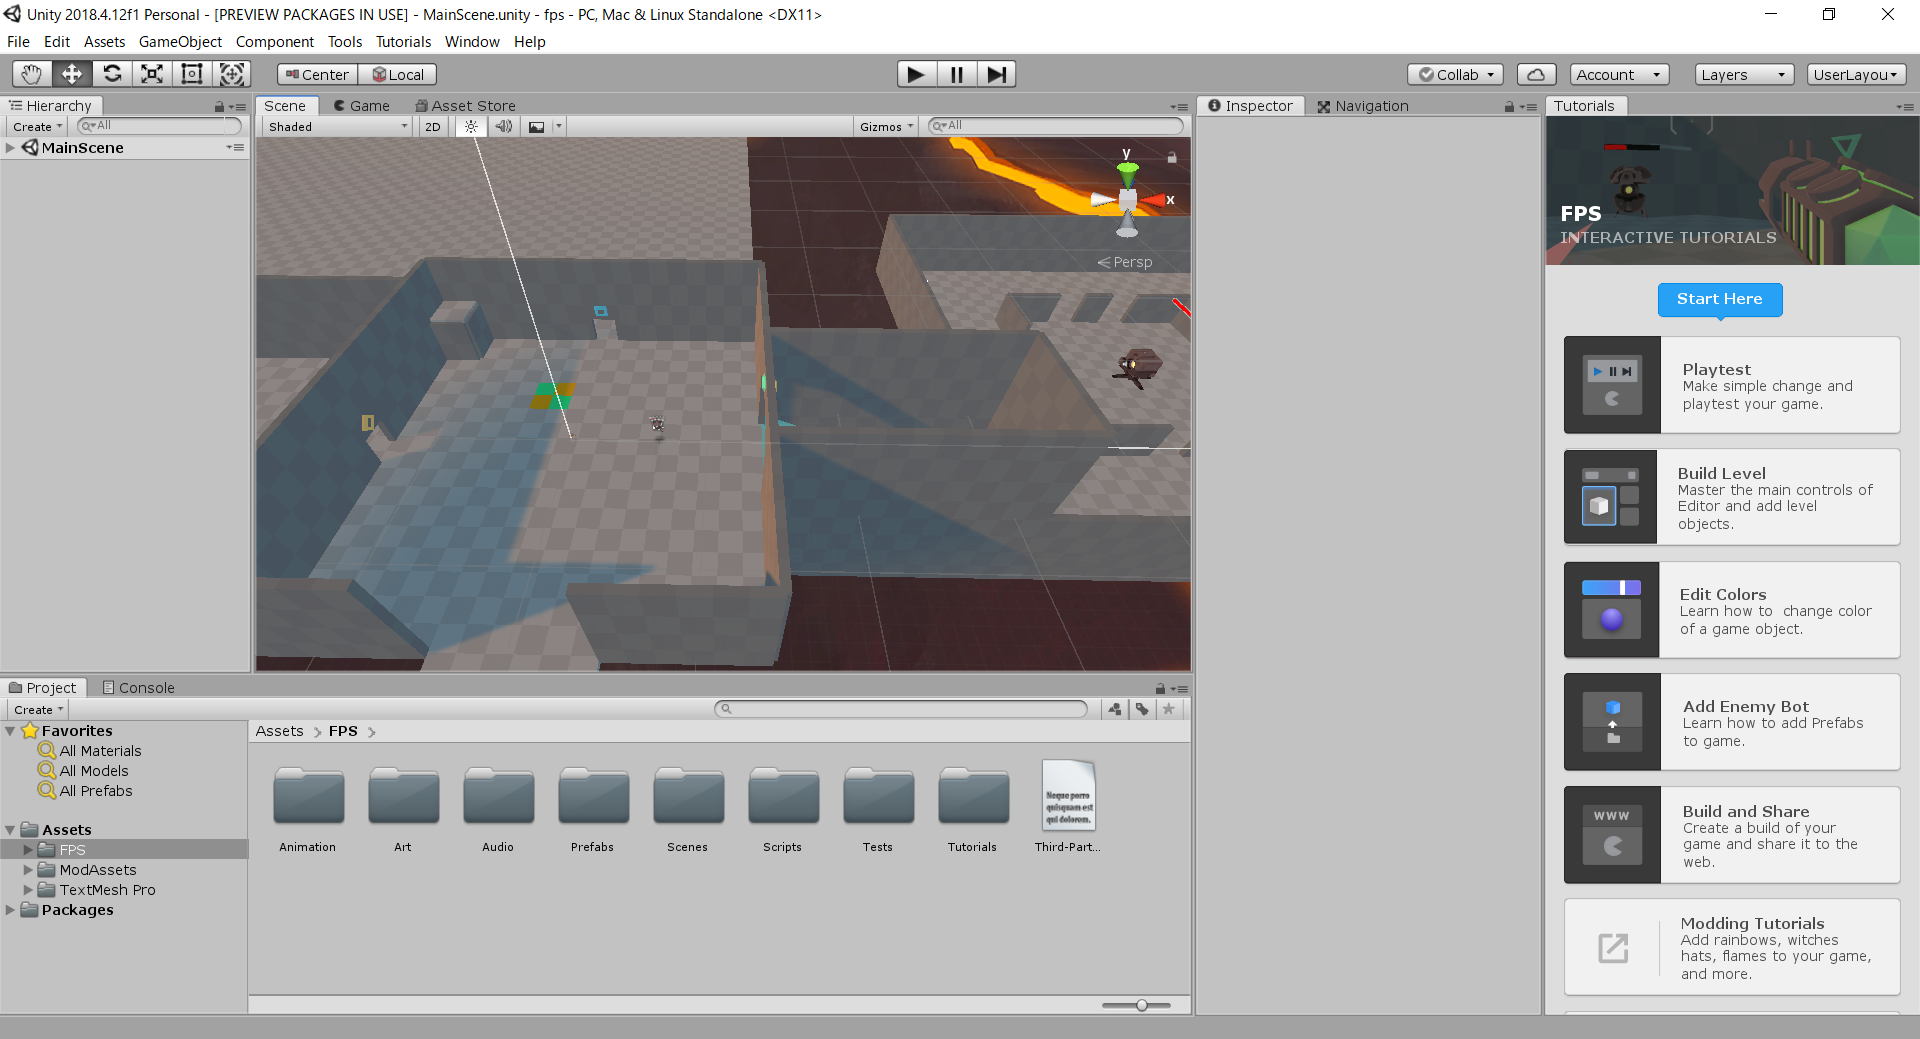 Unity 2018.4.12f1 Personal - [PREVIEW PACKAGES IN USE] - MainScene.unity - fps - PC, Mac & Linux Standalone <DX11>
File Edit Assets GameObject Component Tools Tutorials Window Help
Center Local Collab Account Layers UserLayou
Hierarchy
Create All
MainScene
Scene Game Asset Store
Shaded 2D Gizmos All
y
x
Persp
Inspector Navigation
Tutorials
FPS
INTERACTIVE TUTORIALS
Start Here
Playtest
Make simple change and
playtest your game.
Build Level
Master the main controls of
Editor and add level
objects.
Edit Colors
Learn how to  change color
of a game object.
Add Enemy Bot
Learn how to add Prefabs
to game.
WWW
Build and Share
Create a build of your
game and share it to the
web.
Modding Tutorials
Add rainbows, witches
hats, flames to your game,
and more.
Project Console
Create
Favorites
All Materials
All Models
All Prefabs
Assets
FPS
ModAssets
TextMesh Pro
Packages
Assets FPS
Neque porro
quisquam est
qui dolorem.
Animation Art Audio Prefabs Scenes Scripts Tests Tutorials Third-Part...